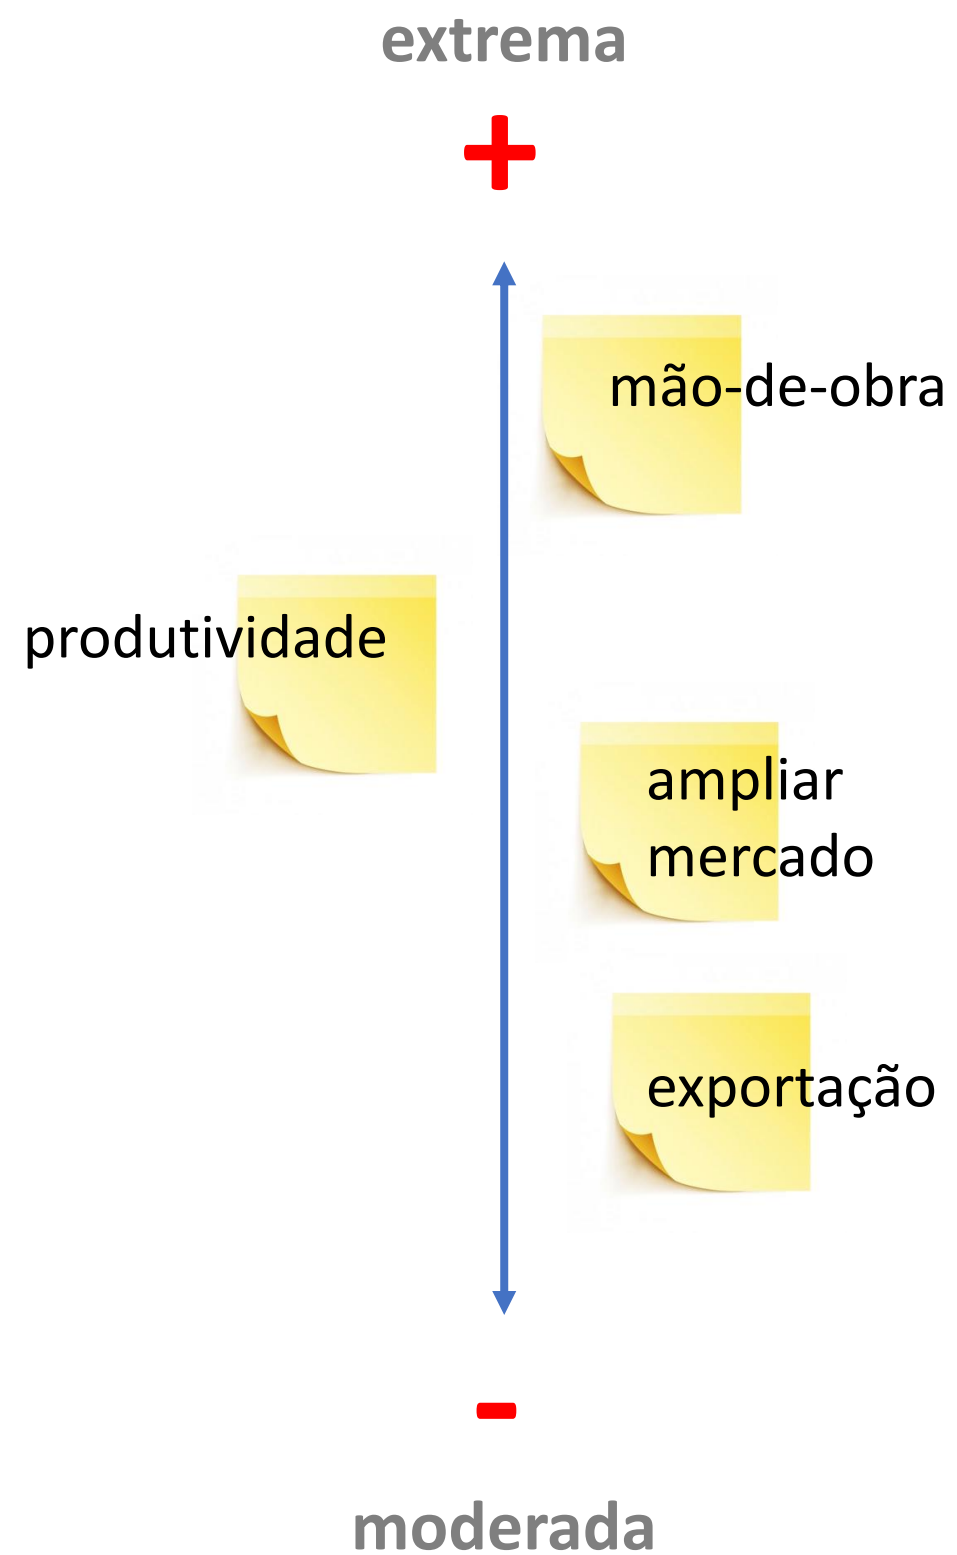 extrema
+
mão-de-obra
produtividade
ampliar
mercado
exportação
-
moderada